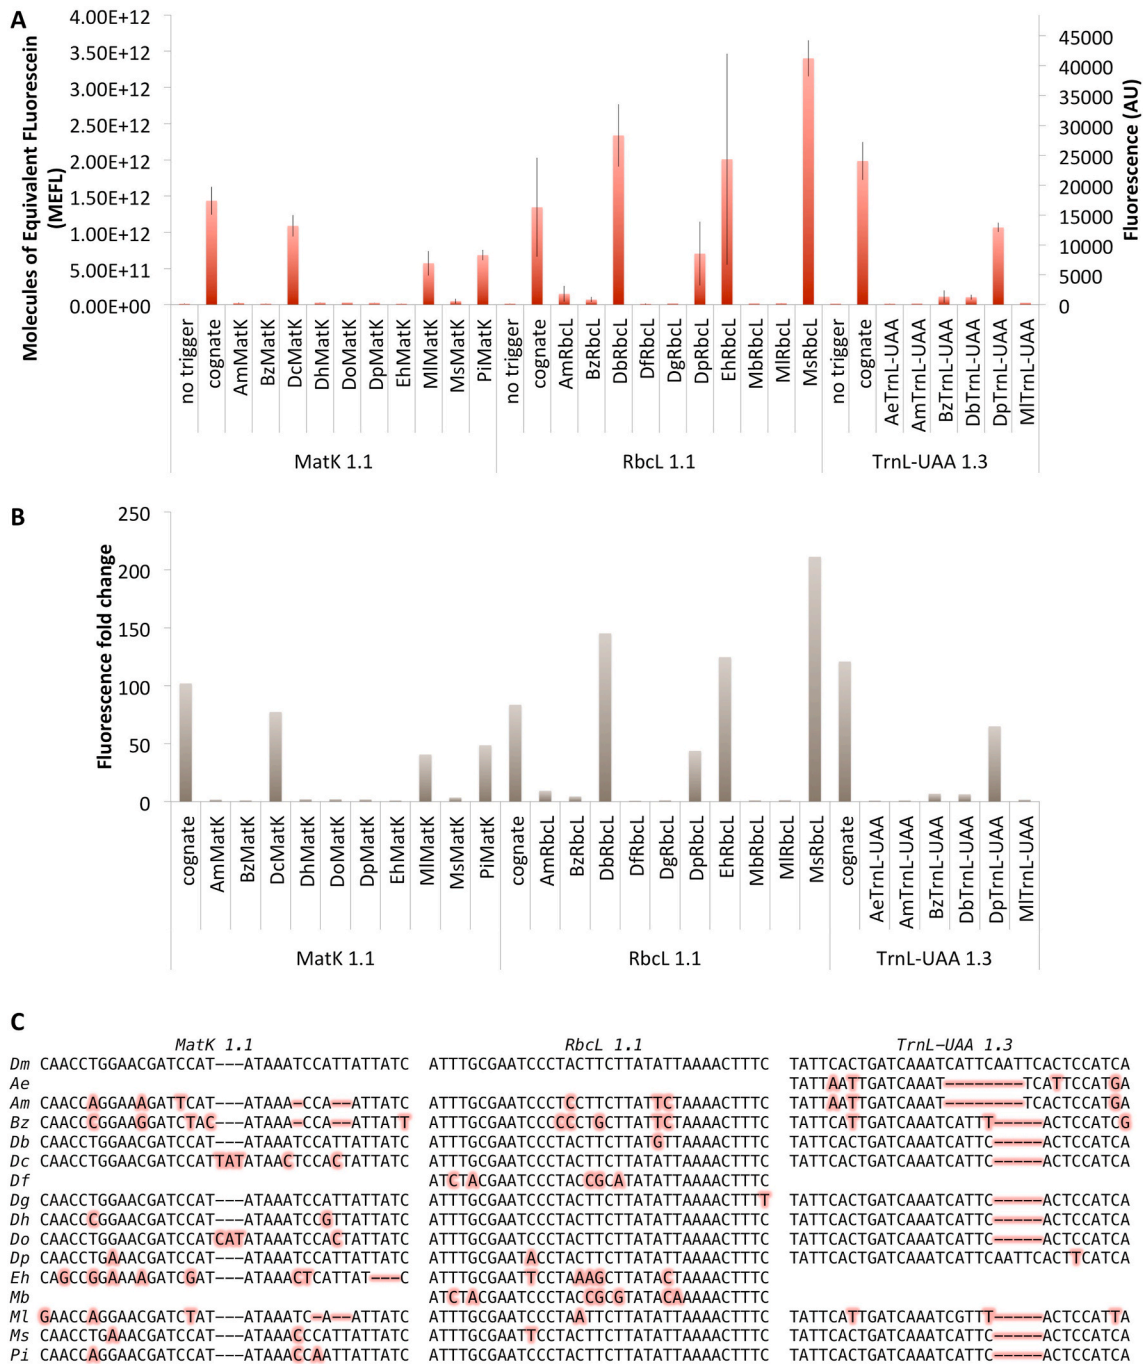 A
Molecules of Equivalent FLuorescein (MEFL)
Fluorescence (AU)
4.00E+12
3.50E+12
3.00E+12
2.50E+12
2.00E+12
1.50E+12
1.00E+12
5.00E+11
0.00E+00
45000
40000
35000
30000
25000
20000
15000
10000
5000
0
no trigger
cognate
AmMatK
BzMatK
DcMatK
DhMatK
DoMatK
DpMatK
EhMatK
MlMatK
MsMatK
PiMatK
no trigger
cognate
AmRbcL
BzRbcL
DbRbcL
DfRbcL
DgRbcL
DpRbcL
EhRbcL
MbRbcL
MlRbcL
MsRbcL
no trigger
cognate
AeTrnL-UAA
AmTrnL-UAA
BzTrnL-UAA
DbTrnL-UAA
DpTrnL-UAA
MlTrnL-UAA
MatK 1.1 RbcL 1.1 TrnL-UAA 1.3
B
Fluorescence fold change
250
200
150
100
50
0
cognate
AmMatK
BzMatK
DcMatK
DhMatK
DoMatK
DpMatK
EhMatK
MlMatK
MsMatK
PiMatK
cognate
AmRbcL
BzRbcL
DbRbcL
DfRbcL
DgRbcL
DpRbcL
EhRbcL
MbRbcL
MlRbcL
MsRbcL
cognate
AeTrnL-UAA
AmTrnL-UAA
BzTrnL-UAA
DbTrnL-UAA
DpTrnL-UAA
MlTrnL-UAA
MatK 1.1 RbcL 1.1 TrnL-UAA 1.3
C
MatK 1.1 RbcL 1.1 TrnL-UAA 1.3
Dm CAACCTGGAACGATCCAT---ATAAATCCATTATTATC ATTTGCGAATCCCTACTTCTTATATTAAAACTTTC TATTCACTGATCAAATCATTCAATTCACTCCATCA
Ae TATTAATTGATCAAAT--------TCATTCCATGA
Am CAACCAGGAAAGATTCAT---ATAAA-CCA--ATTATC ATTTGCGAATCCCTCCTTCTTATTCTAAAACTTTC TATTAATTGATCAAAT--------TCACTCCATGA
Bz CAACCCGGAAGGATCTAC---ATAAA-CCA--ATTATT ATTTGCGAATCCCCCCTGCTTATTCTAAAACTTTC TATTCATTGATCAAATCATTT-----ACTCCATCG
Db CAACCTGGAACGATCCAT---ATAAATCCATTATTATC ATTTGCGAATCCCTACTTCTTATGTTAAAACTTTC TATTCACTGATCAAATCATTC-----ACTCCATCA
Dc CAACCTGGAACGATCCATTATATAACTCCACTATTATC ATTTGCGAATCCCTACTTCTTATATTAAAACTTTC TATTCACTGATCAAATCATTC-----ACTCCATCA
Df ATCTACGAATCCCTACCGCATATATTAAAACTTTC
Dg CAACCTGGAACGATCCAT---ATAAATCCATTATTATC ATTTGCGAATCCCTACTTCTTATATTAAAACTTTT TATTCACTGATCAAATCATTC-----ACTCCATCA
Dh CAACCCGGAACGATCCAT---ATAAATCCGTTATTATC ATTTGCGAATCCCTACTTCTTATATTAAAACTTTC TATTCACTGATCAAATCATTC-----ACTCCATCA
Do CAACCTGGAACGATCCATCATATAAATCCACTATTATC ATTTGCGAATCCCTACTTCTTATATTAAAACTTTC TATTCACTGATCAAATCATTC-----ACTCCATCA
Dp CAACCTGAAACGATCCAT---ATAAATCCATTATTATC ATTTGCGAATACCTACTTCTTATATTAAAACTTTC TATTCACTGATCAAATCATTCAATTCACTTCATCA
Eh CAGCCGGAAAAGATCGAT---ATAAACTCATTAT---C ATTTGCGAATTCCTAAAGCTTATACTAAAACTTTC
Mb ATCTACGAATCCCTACCGCGTATACAAAAACTTTC
Ml GAACCAGGAACGATCTAT---ATAAATC-A--ATTATC ATTTGCGAATCCCTAATTCTTATATTAAAACTTTC TATTCATTGATCAAATCGTTT-----ACTCCATTA
Ms CAACCTGAAACGATCCAT---ATAAACCCATTATTATC ATTTGCGAATTCCTACTTCTTATATTAAAACTTTC TATTCACTGATCAAATCATTC-----ACTCCATCA
Pi CAACCAGGAACGATCCAT---ATAAACCAATTATTATC ATTTGCGAATCCCTACTTCTTATATTAAAACTTTC TATTCACTGATCAAATCATTC-----ACTCCATCA